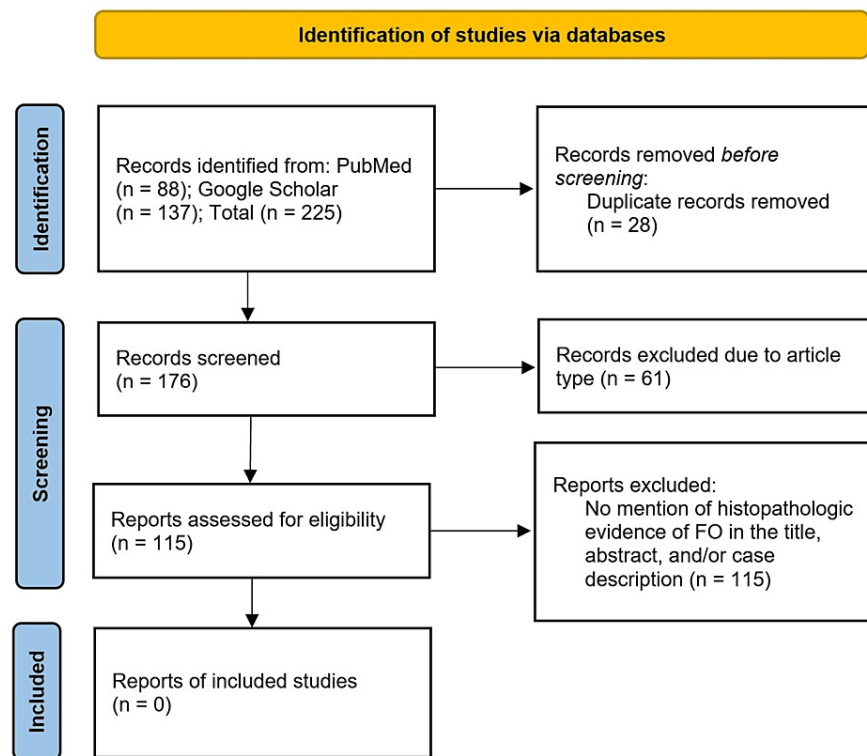 Identification of studies via databases
Identification
Records identified from: PubMed
(n = 88); Google Scholar
(n = 137); Total (n = 225)
Records removed before
screening:
Duplicate records removed
(n = 28)
Screening
Records screened
(n = 176)
Records excluded due to article
type (n = 61)
Reports assessed for eligibility
(n = 115)
Reports excluded:
No mention of histopathologic
evidence of FO in the title,
abstract, and/or case
description (n = 115)
Included
Reports of included studies
(n = 0)